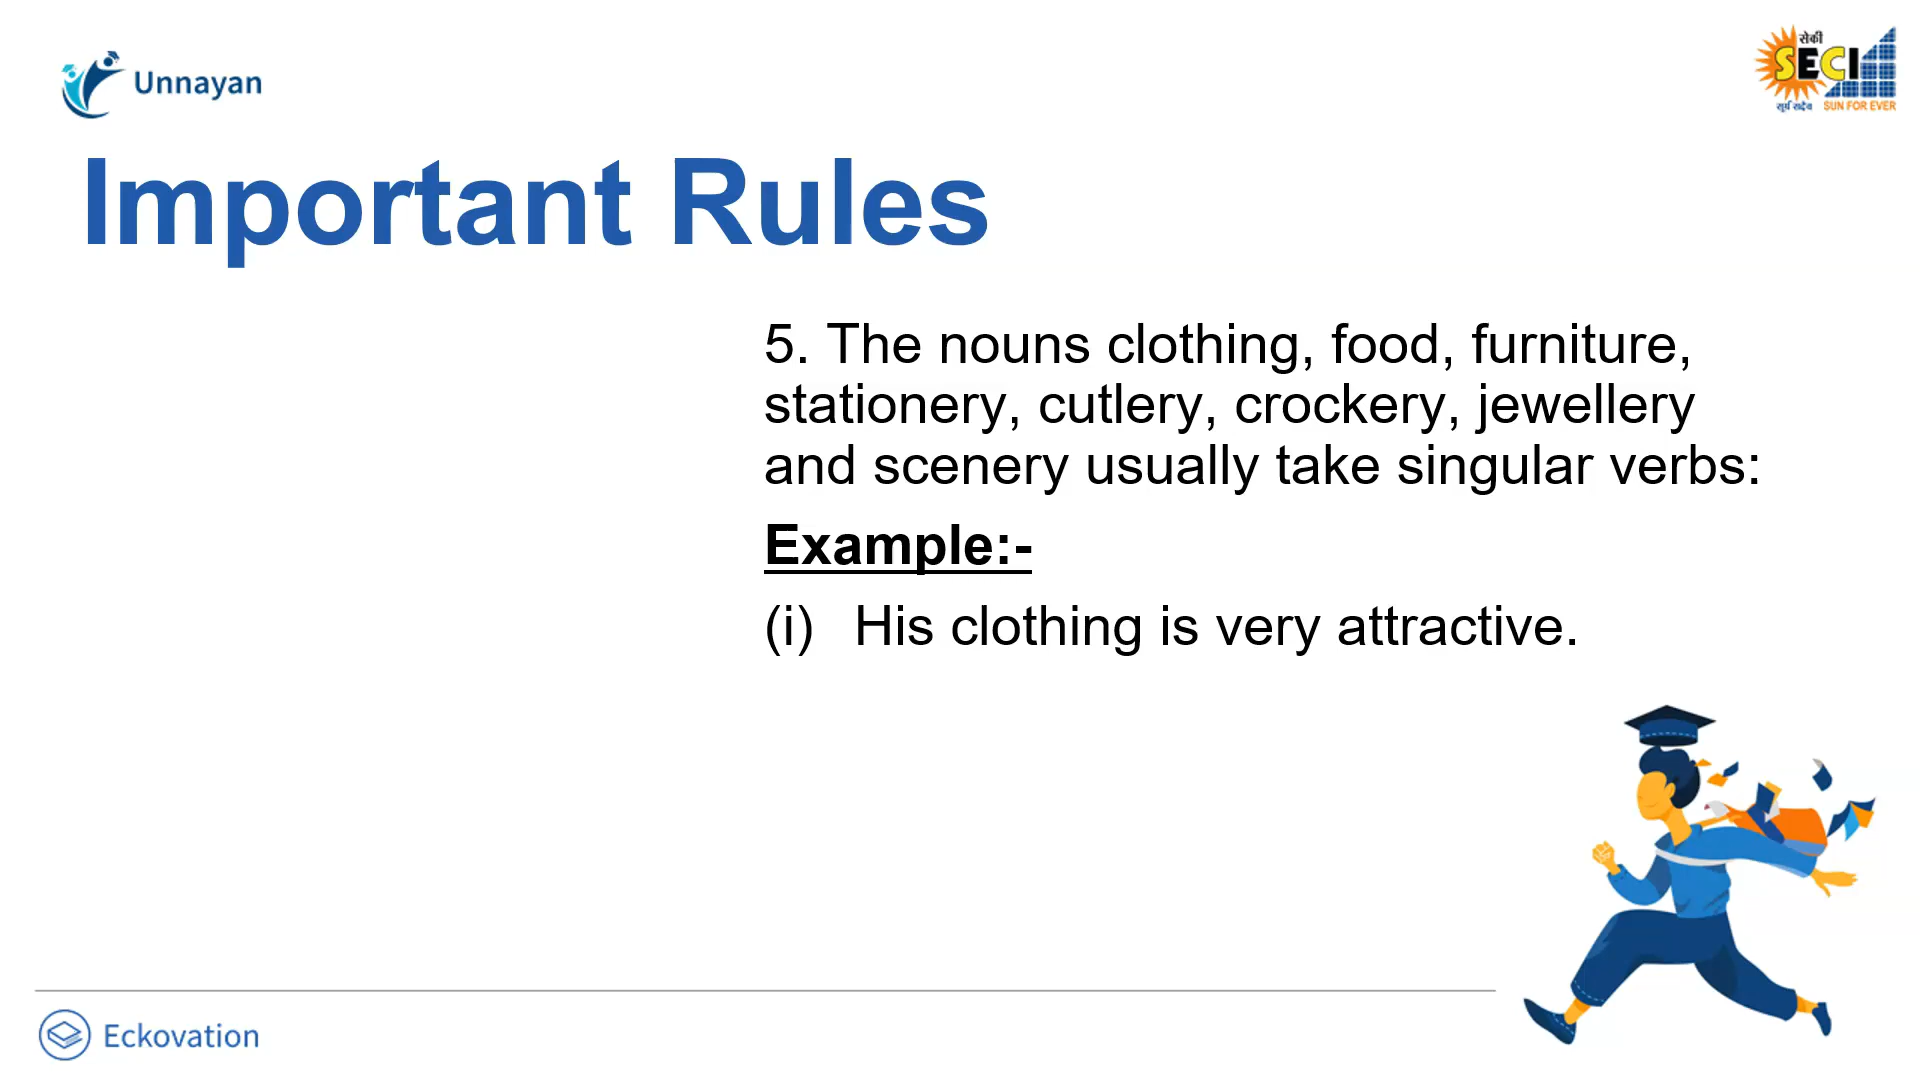 Unnayan
सेकी
SECI
सूर्य सदैव SUN FOR EVER
Important Rules
5. The nouns clothing, food, furniture,
stationery, cutlery, crockery, jewellery
and scenery usually take singular verbs:
Example:-
(i) His clothing is very attractive.
Eckovation